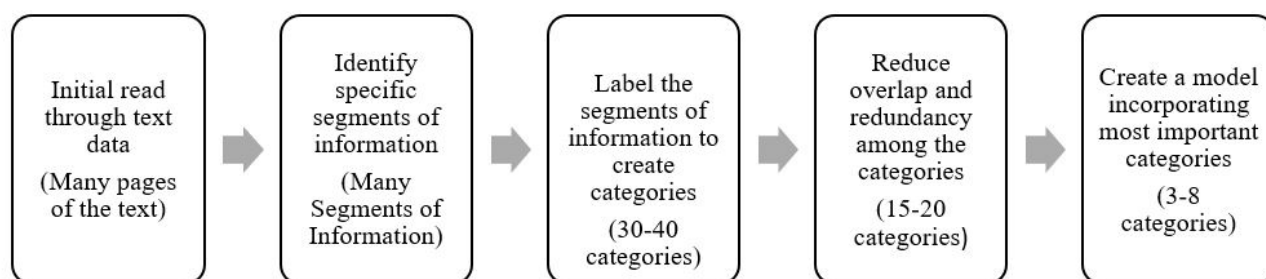 Initial read
through text
data
(Many pages
of the text)
Identify
specific
segments of
information
(Many
Segments of
Information)
Label the
segments of
information to
create
categories
(30-40
categories)
Reduce
overlap and
redundancy
among the
categories
(15-20
categories)
Create a model
incorporating
most important
categories
(3-8
categories)